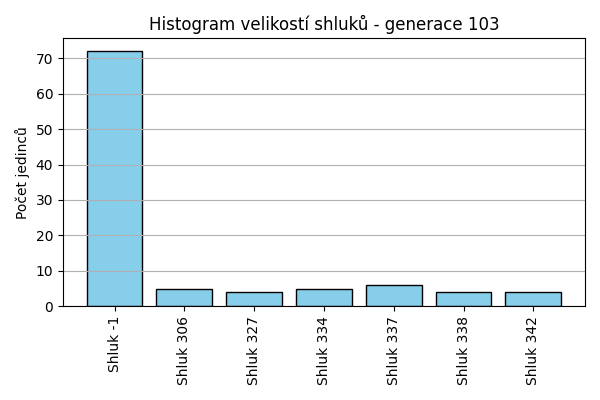 Histogram velikostí shluků - generace 103
Počet jedinců
70
60
50
40
30
20
10
0
Shluk -1
Shluk 306
Shluk 327
Shluk 334
Shluk 337
Shluk 338
Shluk 342